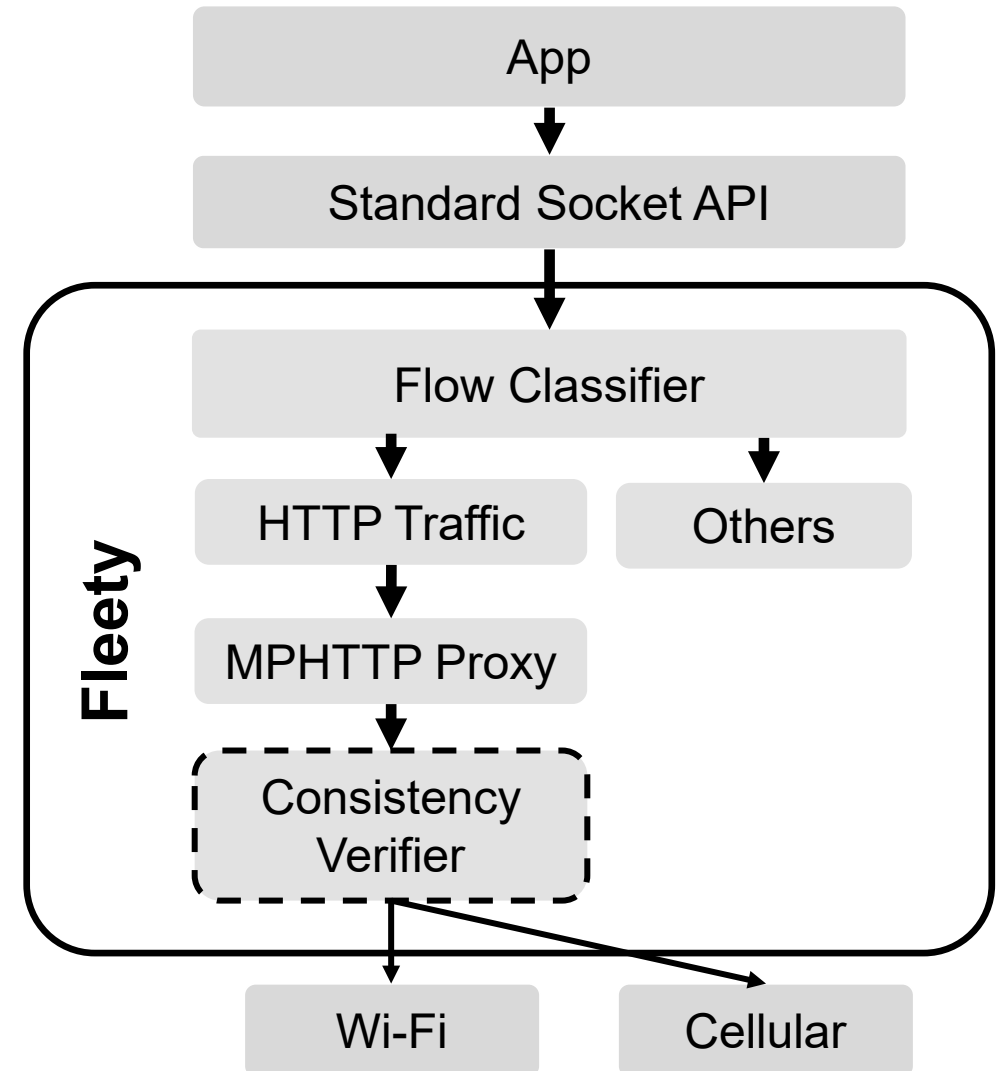 App
Standard Socket API
Flow Classifier
HTTP Traffic
Others
Fleety
MPHTTP Proxy
Consistency
Verifier
Wi-Fi
Cellular